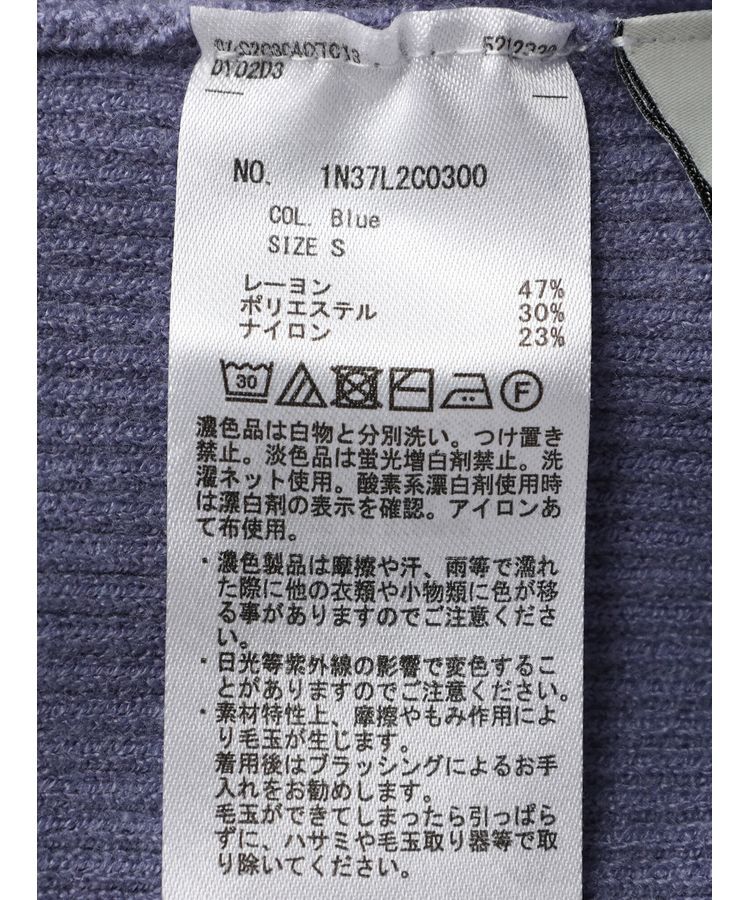 DY02D3
NO. 1N37L2C0300
COL. Blue
SIZE S
レーヨン 47%
ポリエステル 30%
ナイロン 23%
30
F
濃色品は白物と分別洗い。つけ置き
禁止。淡色品は蛍光増白剤禁止。洗
濯ネット使用。酸素系漂白剤使用時
は漂白剤の表示を確認。アイロンあ
て布使用。
・濃色製品は摩擦や汗、雨等で濡れ
た際に他の衣類や小物類に色が移
る事がありますのでご注意くださ
い。
・日光等紫外線の影響で変色するこ
とがありますのでご注意ください。
・素材特性上、摩擦やもみ作用によ
り毛玉が生じます。
着用後はブラッシングによるお手
入れをお勧めします。
毛玉ができてしまったら引っぱら
ずに、ハサミや毛玉取り器等で取
り除いてください。